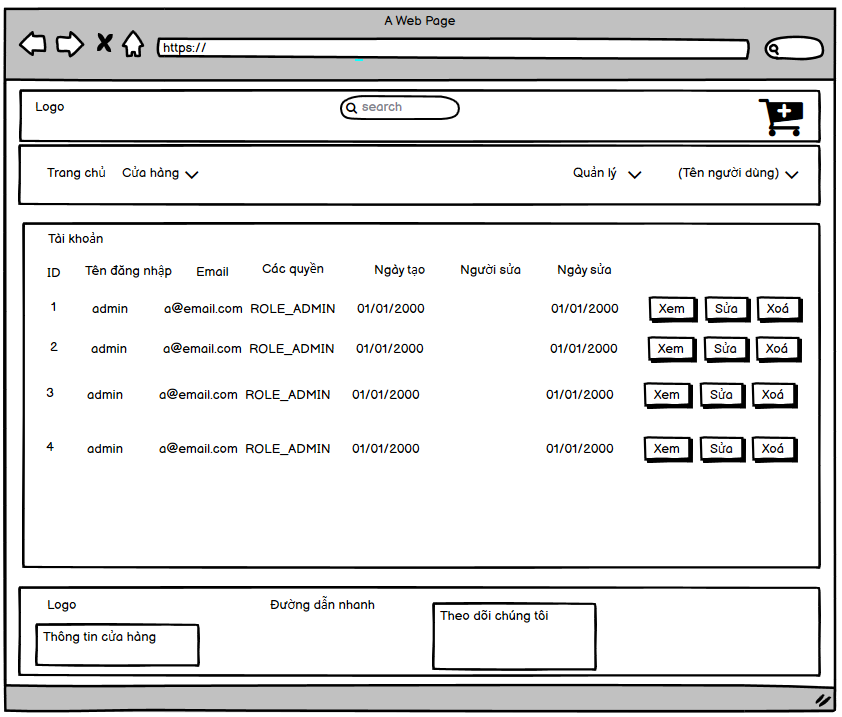 A Web Page
https://
Logo
search
Trang chủ Cửa hàng Quản lý (Tên người dùng)
Tài khoản
ID Tên đăng nhập Email Các quyền Ngày tạo Người sửa Ngày sửa
1 admin a@email.com ROLE_ADMIN 01/01/2000 01/01/2000 Xem Sửa Xoá
2 admin a@email.com ROLE_ADMIN 01/01/2000 01/01/2000 Xem Sửa Xoá
3 admin a@email.com ROLE_ADMIN 01/01/2000 01/01/2000 Xem Sửa Xoá
4 admin a@email.com ROLE_ADMIN 01/01/2000 01/01/2000 Xem Sửa Xoá
Logo
Đường dẫn nhanh
Theo dõi chúng tôi
Thông tin cửa hàng